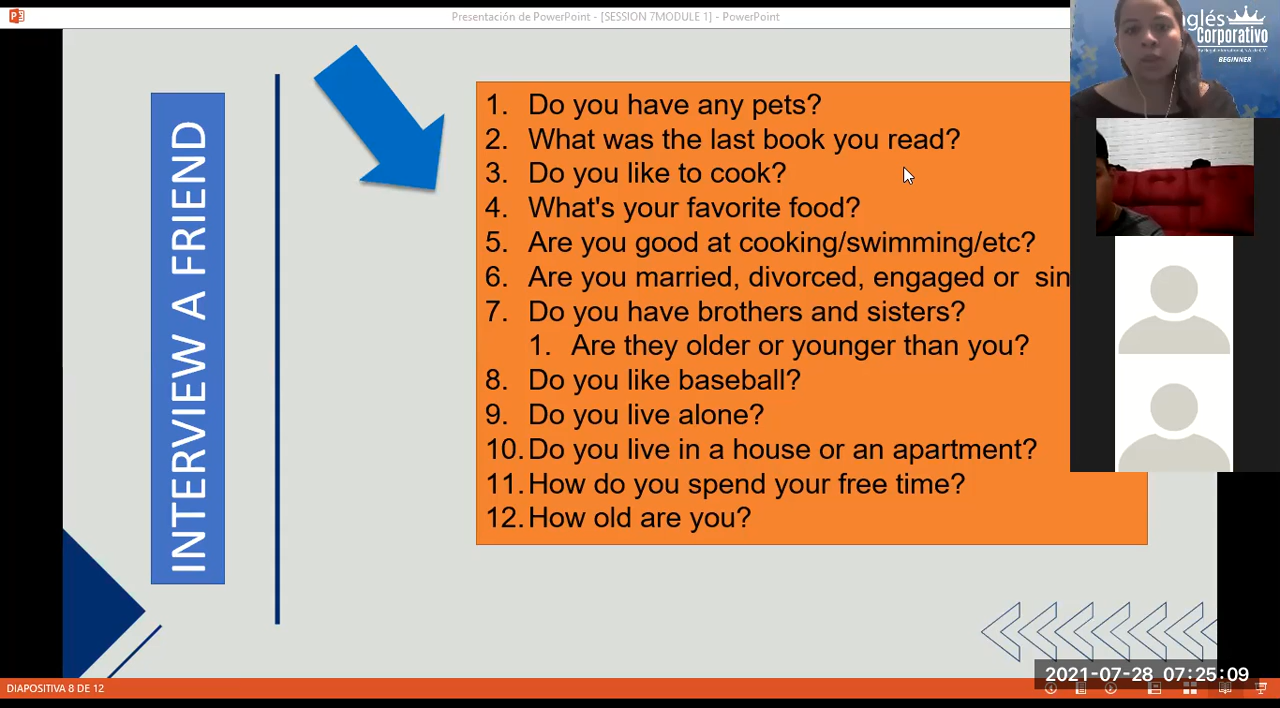 Presentación de PowerPoint - [SESSION 7MODULE 1] - PowerPoint
nglés
Corporativo
BEGINNER
INTERVIEW A FRIEND
1. Do you have any pets?
2. What was the last book you read?
3. Do you like to cook?
4. What's your favorite food?
5. Are you good at cooking/swimming/etc?
6. Are you married, divorced, engaged or sin
7. Do you have brothers and sisters?
1. Are they older or younger than you?
8. Do you like baseball?
9. Do you live alone?
10. Do you live in a house or an apartment?
11. How do you spend your free time?
12. How old are you?
2021-07-28 07:25:09
DIAPOSITIVA 8 DE 12